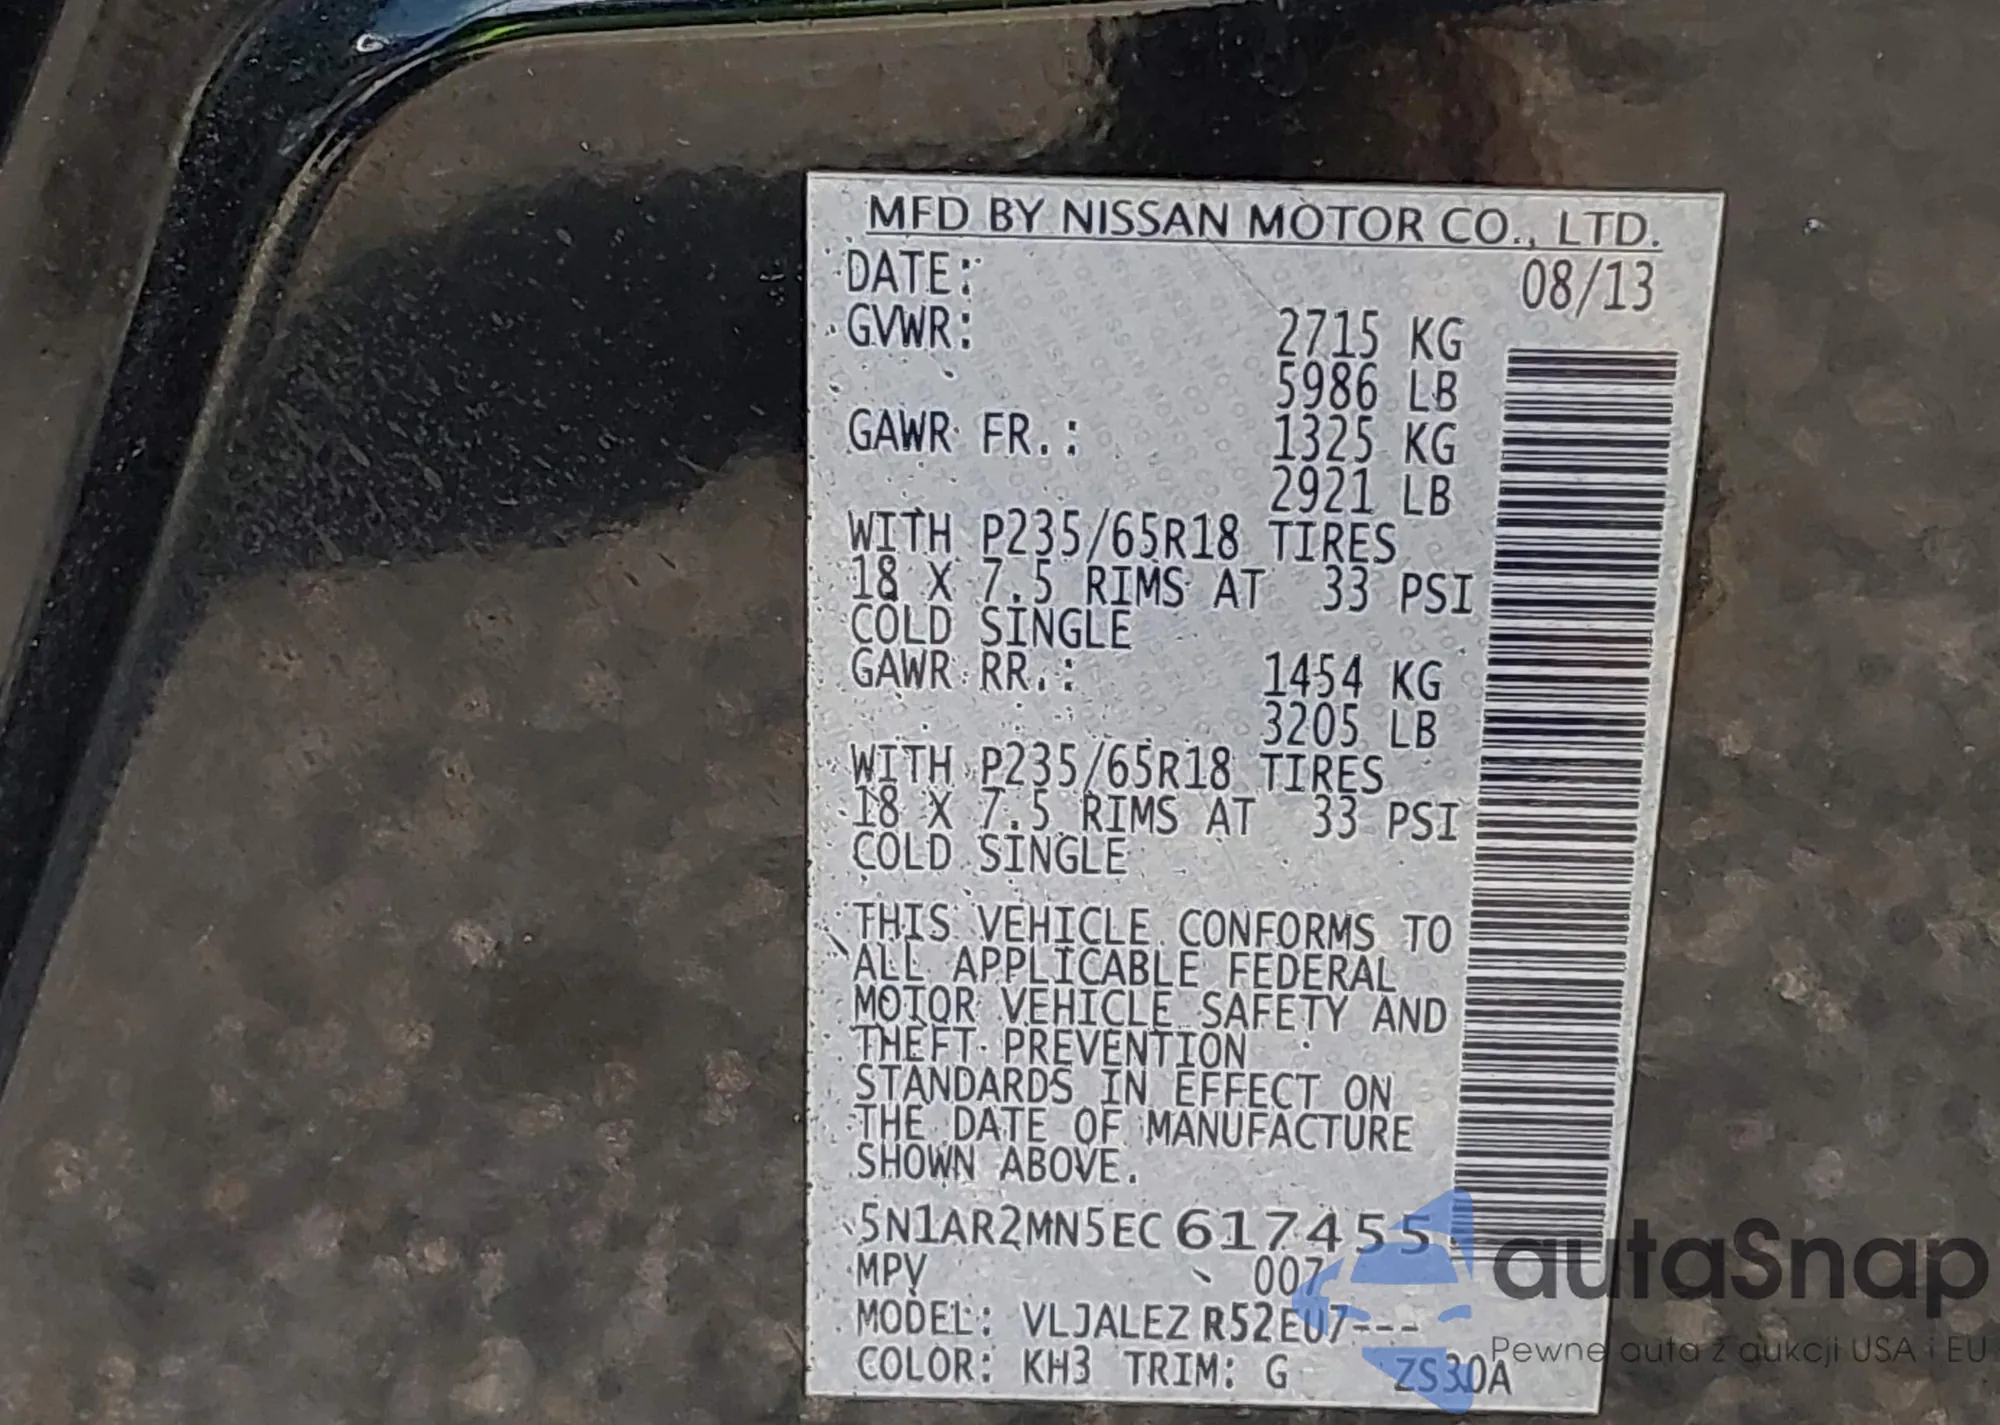 MFD BY NISSAN MOTOR CO., LTD.
DATE: 08/13
GVWR: 2715 KG
5986 LB
GAWR FR.: 1325 KG
2921 LB
WITH P235/65R18 TIRES
18 X 7.5 RIMS AT 33 PSI
COLD SINGLE
GAWR RR.: 1454 KG
3205 LB
WITH P235/65R18 TIRES
18 X 7.5 RIMS AT 33 PSI
COLD SINGLE
THIS VEHICLE CONFORMS TO
ALL APPLICABLE FEDERAL
MOTOR VEHICLE SAFETY AND
THEFT PREVENTION
STANDARDS IN EFFECT ON
THE DATE OF MANUFACTURE
SHOWN ABOVE.
5N1AR2MN5EC617455
MPV 007
MODEL: VLJALEZ R52EU7---
COLOR: KH3 TRIM: G ZS30A
autaSnap
Pewne auta z aukcji USA i EU